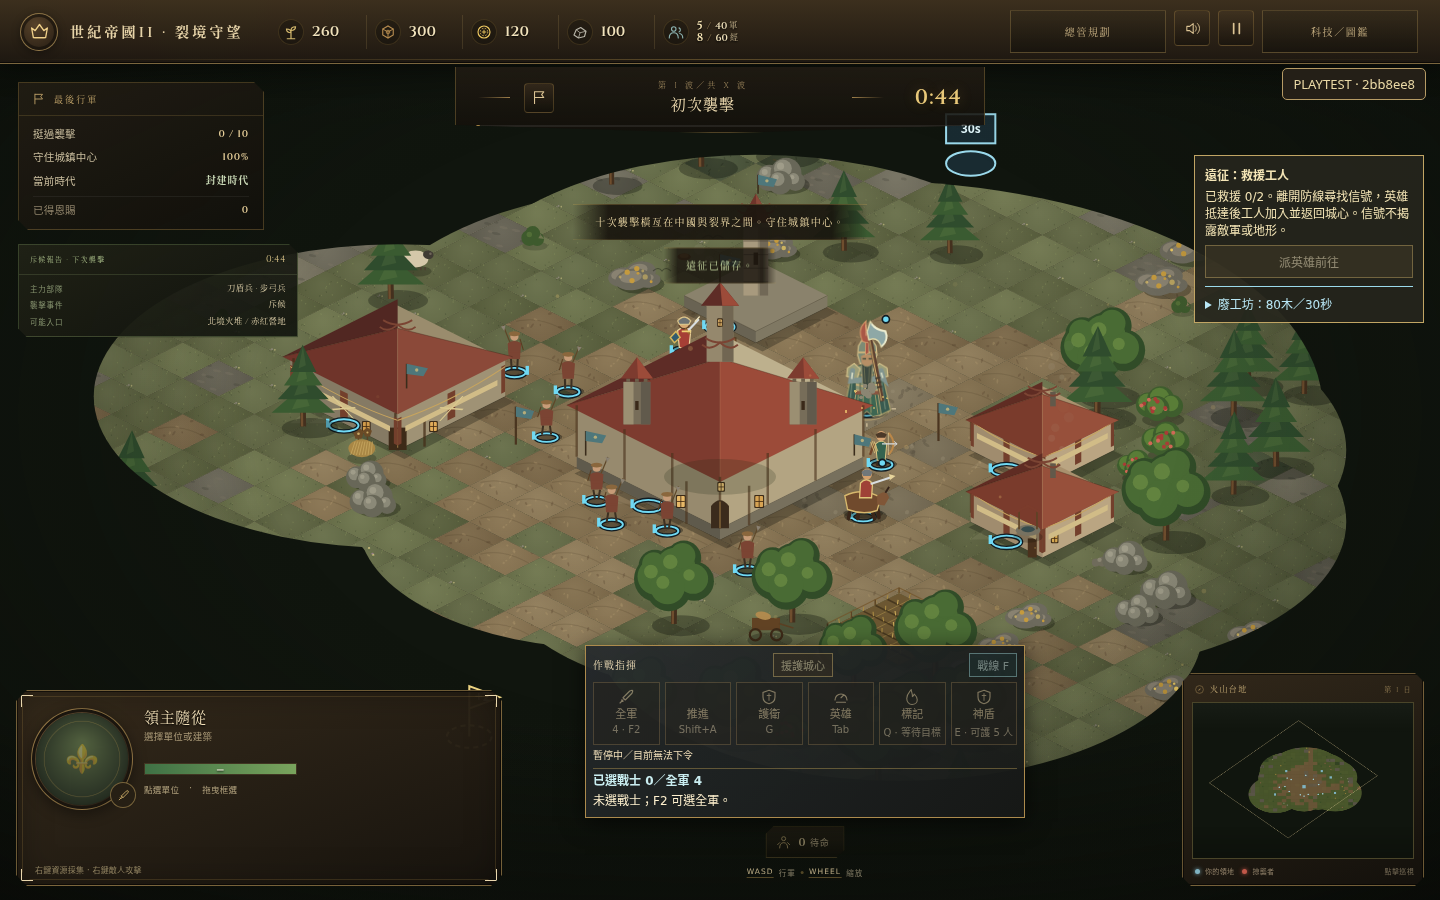 世紀帝國II · 裂境守望
260
300
120
100
5 / 40 軍
8 / 60 經
總管規劃
科技／圖鑑
PLAYTEST · 2bb8ee8
最後行軍
挺過襲擊 0 / 10
守住城鎮中心 100%
當前時代 封建時代
已得恩賜 0
第 I 波／共 X 波
初次襲擊
0:44
30s
斥候報告 · 下次襲擊 0:44
主力部隊 刀盾兵 · 步弓兵
襲擊事件 斥候
可能入口 北境火堆 / 赤紅營地
十次襲擊橫亙在中國與裂界之間。守住城鎮中心。
遠征已儲存。
遠征：救援工人
已救援 0/2。離開防線尋找信號，英雄
抵達後工人加入並返回城心。信號不揭
露敵軍或地形。
派英雄前往
▶ 廢工坊：80木／30秒
作戰指揮
援護城心
戰線 F
全軍
4 · F2
推進
Shift+A
護衛
G
英雄
Tab
標記
Q · 等待目標
神盾
E · 可護 5 人
暫停中／目前無法下令
已選戰士 0／全軍 4
未選戰士；F2 可選全軍。
0 待命
WASD 行軍 • WHEEL 縮放
領主隨從
選擇單位或建築
點選單位 · 拖曳框選
右鍵資源採集 · 右鍵敵人攻擊
火山台地 第 1 日
你的領地 掠襲者 點擊巡視